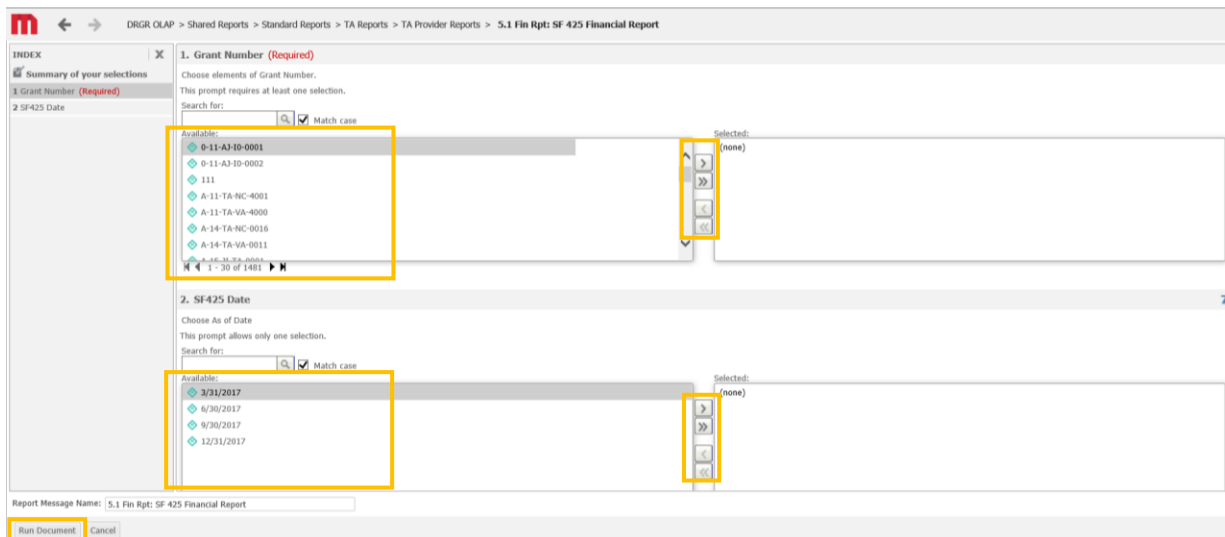 DRGR OLAP > Shared Reports > Standard Reports > TA Reports > TA Provider Reports > 5.1 Fin Rpt: SF 425 Financial Report
INDEX X
Summary of your selections
1 Grant Number (Required)
2 SF425 Date
1. Grant Number (Required)
Choose elements of Grant Number.
This prompt requires at least one selection.
Search for:
Match case
Available:
0-11-AJ-I0-0001
0-11-AJ-I0-0002
111
A-11-TA-NC-4001
A-11-TA-VA-4000
A-14-TA-NC-0016
A-14-TA-VA-0011
1 - 30 of 1481
Selected:
(none)
2. SF425 Date
Choose As of Date
This prompt allows only one selection.
Search for:
Match case
Available:
3/31/2017
6/30/2017
9/30/2017
12/31/2017
Selected:
(none)
Report Message Name: 5.1 Fin Rpt: SF 425 Financial Report
Run Document Cancel